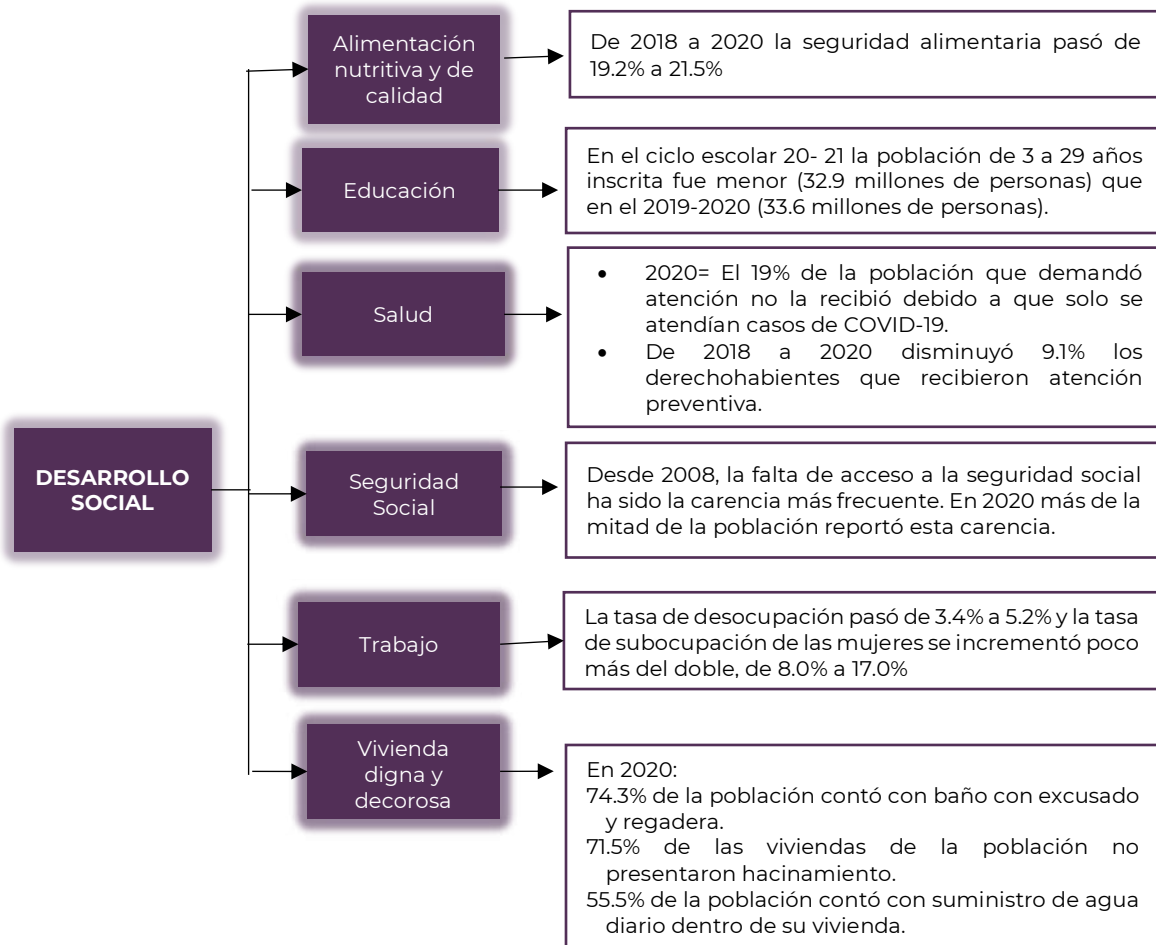 Alimentación
nutritiva y de
calidad
De 2018 a 2020 la seguridad alimentaria pasó de
19.2% a 21.5%
Educación
En el ciclo escolar 20- 21 la población de 3 a 29 años
inscrita fue menor (32.9 millones de personas) que
en el 2019-2020 (33.6 millones de personas).
Salud
• 2020= El 19% de la población que demandó
atención no la recibió debido a que solo se
atendían casos de COVID-19.
• De 2018 a 2020 disminuyó 9.1% los
derechohabientes que recibieron atención
preventiva.
DESARROLLO
SOCIAL
Seguridad
Social
Desde 2008, la falta de acceso a la seguridad social
ha sido la carencia más frecuente. En 2020 más de la
mitad de la población reportó esta carencia.
Trabajo
La tasa de desocupación pasó de 3.4% a 5.2% y la tasa
de subocupación de las mujeres se incrementó poco
más del doble, de 8.0% a 17.0%
Vivienda
digna y
decorosa
En 2020:
74.3% de la población contó con baño con excusado
y regadera.
71.5% de las viviendas de la población no
presentaron hacinamiento.
55.5% de la población contó con suministro de agua
diario dentro de su vivienda.